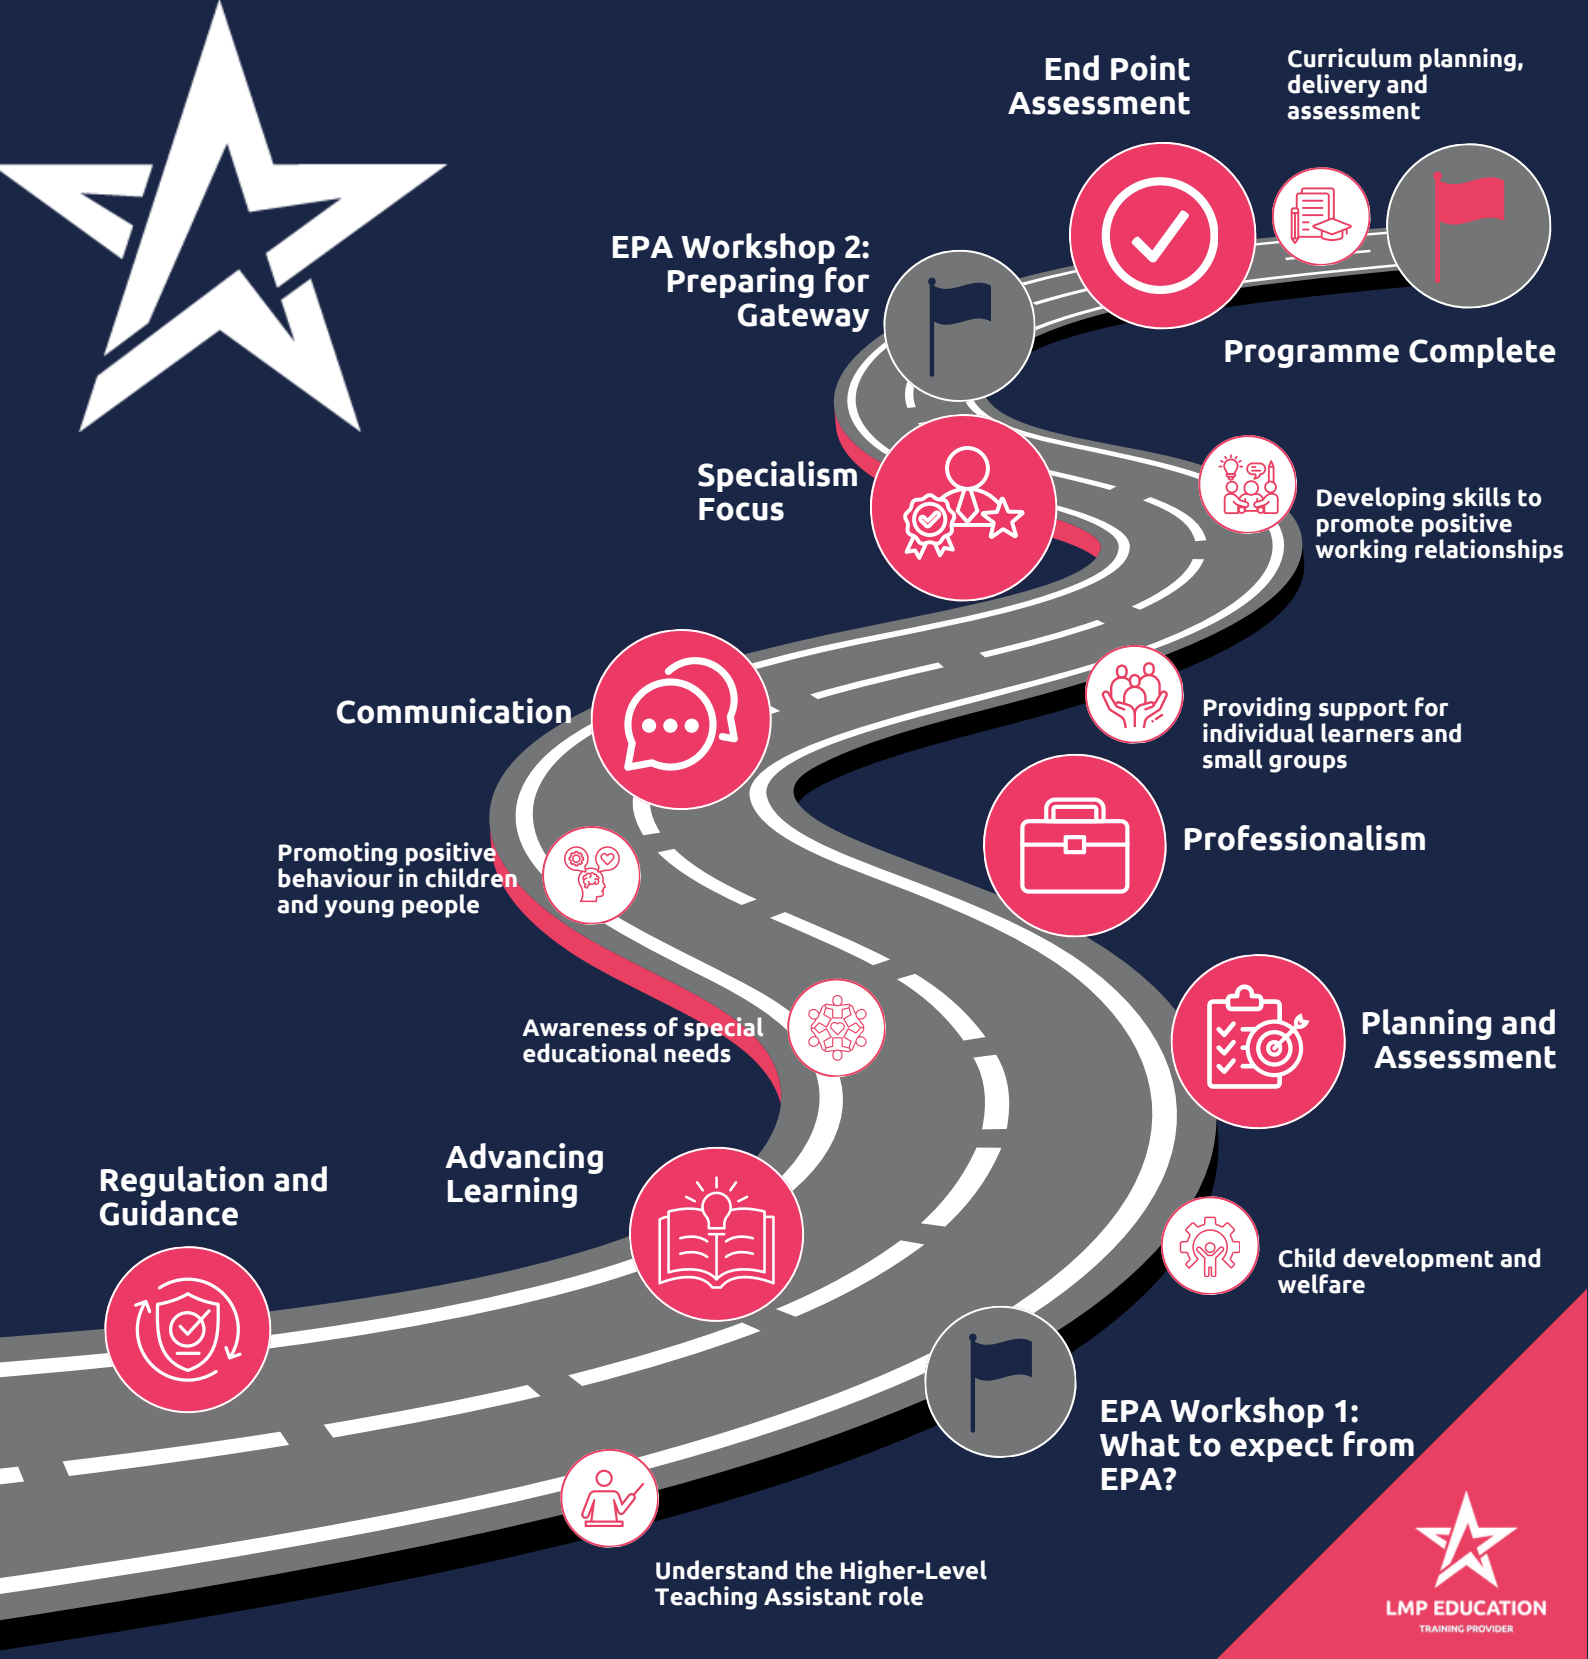 End Point
Assessment
Curriculum planning,
delivery and
assessment
EPA Workshop 2:
Preparing for
Gateway
Programme Complete
Specialism
Focus
Developing skills to
promote positive
working relationships
Communication
Providing support for
individual learners and
small groups
Professionalism
Promoting positive
behaviour in children
and young people
Awareness of special
educational needs
Planning and
Assessment
Advancing
Learning
Regulation and
Guidance
Child development and
welfare
EPA Workshop 1:
What to expect from
EPA?
Understand the Higher-Level
Teaching Assistant role
LMP EDUCATION
TRAINING PROVIDER